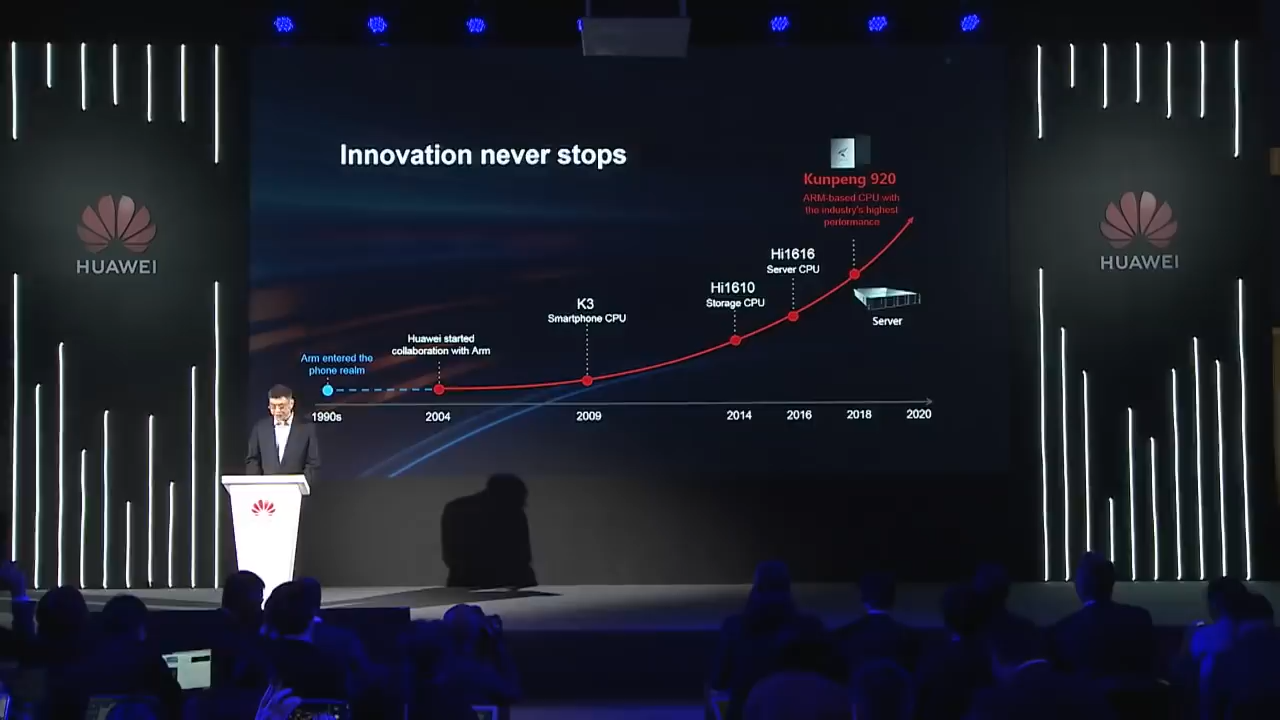 Innovation never stops
Kunpeng 920
ARM-based CPU with
the industry's highest
performance
Hi1616
Server CPU
Hi1610
Storage CPU
K3
Smartphone CPU
Server
Huawei started
collaboration with Arm
Arm entered the
phone realm
1990s
2004
2009
2014
2016
2018
2020
HUAWEI
HUAWEI